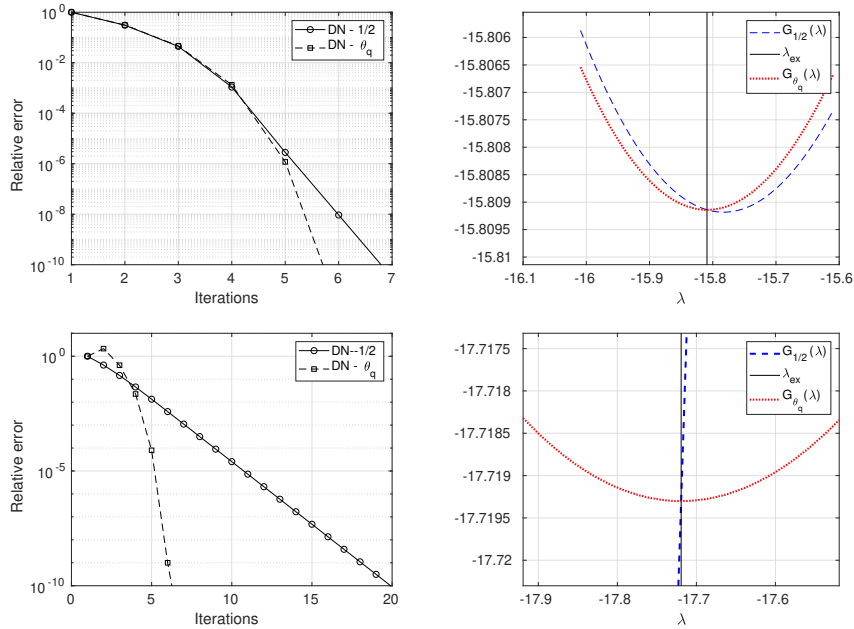 10^0
10^-2
10^-4
10^-6
10^-8
10^-10
Relative error
1 2 3 4 5 6 7
Iterations
DN - 1/2
DN - θ_q
-15.806
-15.8065
-15.807
-15.8075
-15.808
-15.8085
-15.809
-15.8095
-15.81
-16.1 -16 -15.9 -15.8 -15.7 -15.6
λ
G_1/2(λ)
λ_ex
G_θ_q(λ)
10^0
10^-5
10^-10
Relative error
0 5 10 15 20
Iterations
DN--1/2
DN - θ_q
-17.7175
-17.718
-17.7185
-17.719
-17.7195
-17.72
-17.9 -17.8 -17.7 -17.6
λ
G_1/2(λ)
λ_ex
G_θ_q(λ)